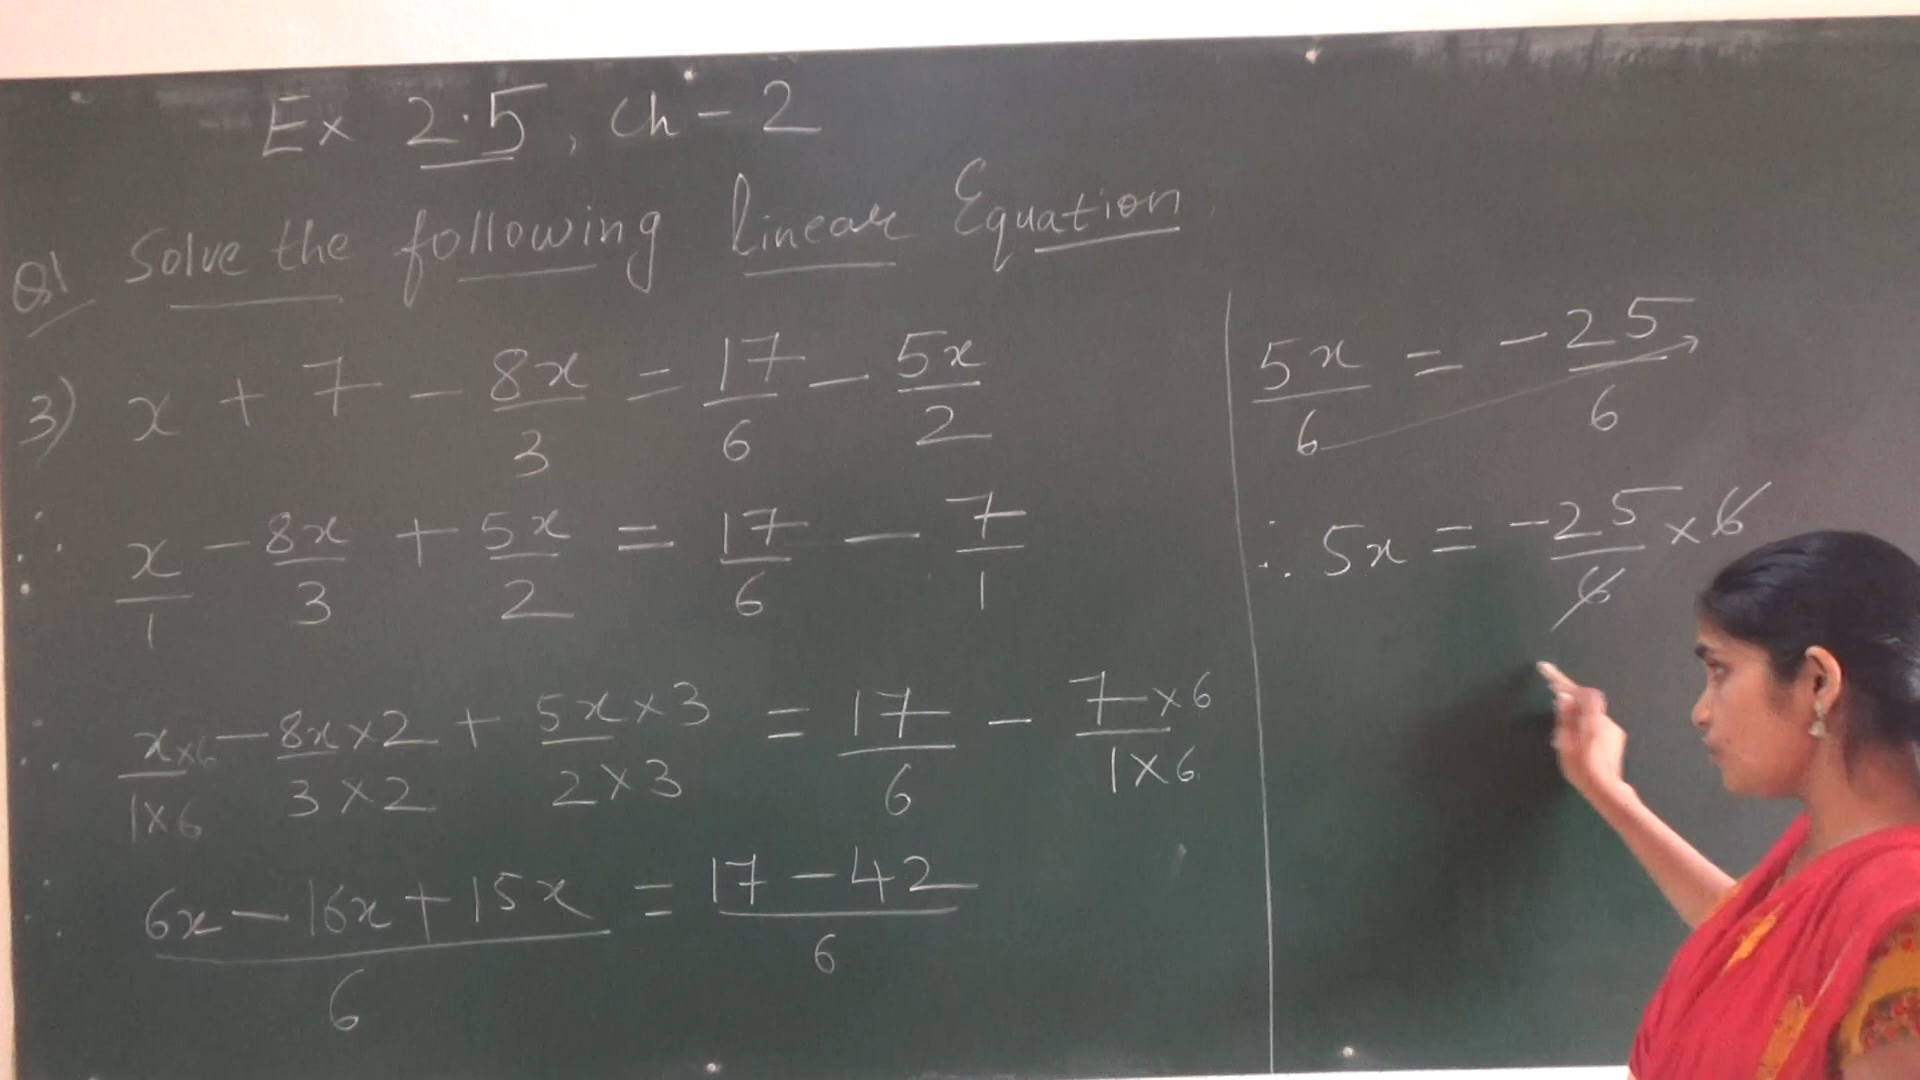 Ex 2.5, Ch - 2
Q1 Solve the following linear Equation
3) x + 7 - 8x/3 = 17/6 - 5x/2
∴ x/1 - 8x/3 + 5x/2 = 17/6 - 7/1
∴ x×6/1×6 - 8x×2/3×2 + 5x×3/2×3 = 17/6 - 7×6/1×6
∴ 6x - 16x + 15x/6 = 17 - 42/6
5x/6 = -25/6
∴ 5x = -25/6 × 6